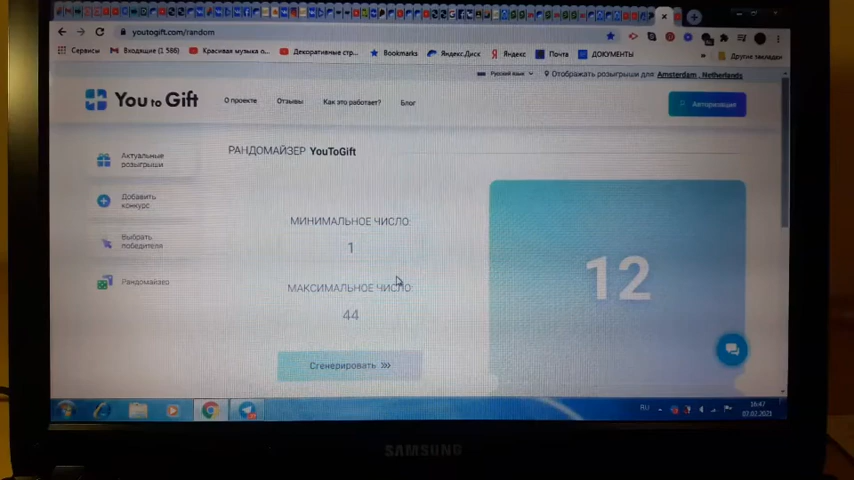 youtogift.com/random
Сервисы
Входящие (1 586)
Красивая музыка о...
Декоративные стр...
Bookmarks
Яндекс.Диск
Яндекс
Почта
ДОКУМЕНТЫ
»
Другие закладки
Русский язык
Отображать розыгрыши для Amsterdam , Netherlands
You to Gift
О проекте
Отзывы
Как это работает?
Блог
Авторизация
Актуальные
розыгрыши
Добавить
конкурс
Выбрать
победителя
Рандомайзер
РАНДОМАЙЗЕР YouToGift
МИНИМАЛЬНОЕ ЧИСЛО:
1
МАКСИМАЛЬНОЕ ЧИСЛО:
44
Сгенерировать »»
12
RU
16:47
07.02.2021
SAMSUNG